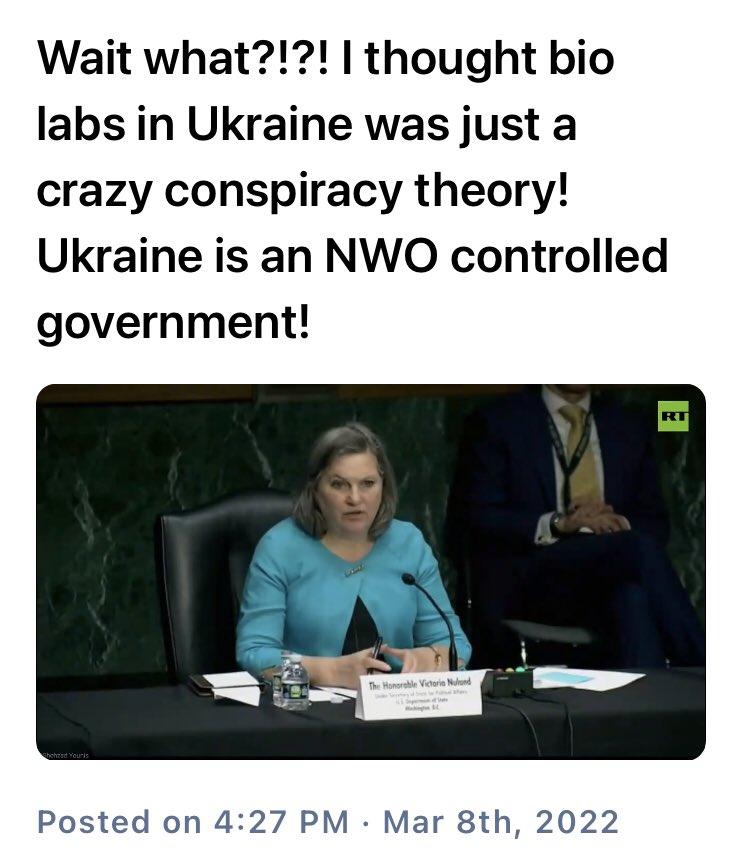 Wait what?!?! I thought bio
labs in Ukraine was just a
crazy conspiracy theory!
Ukraine is an NWO controlled
government!
RT
The Honorable Victoria Nuland
Under Secretary of State for Political Affairs
U.S. Department of State
Washington, D.C.
Shehzad Younis
Posted on 4:27 PM · Mar 8th, 2022